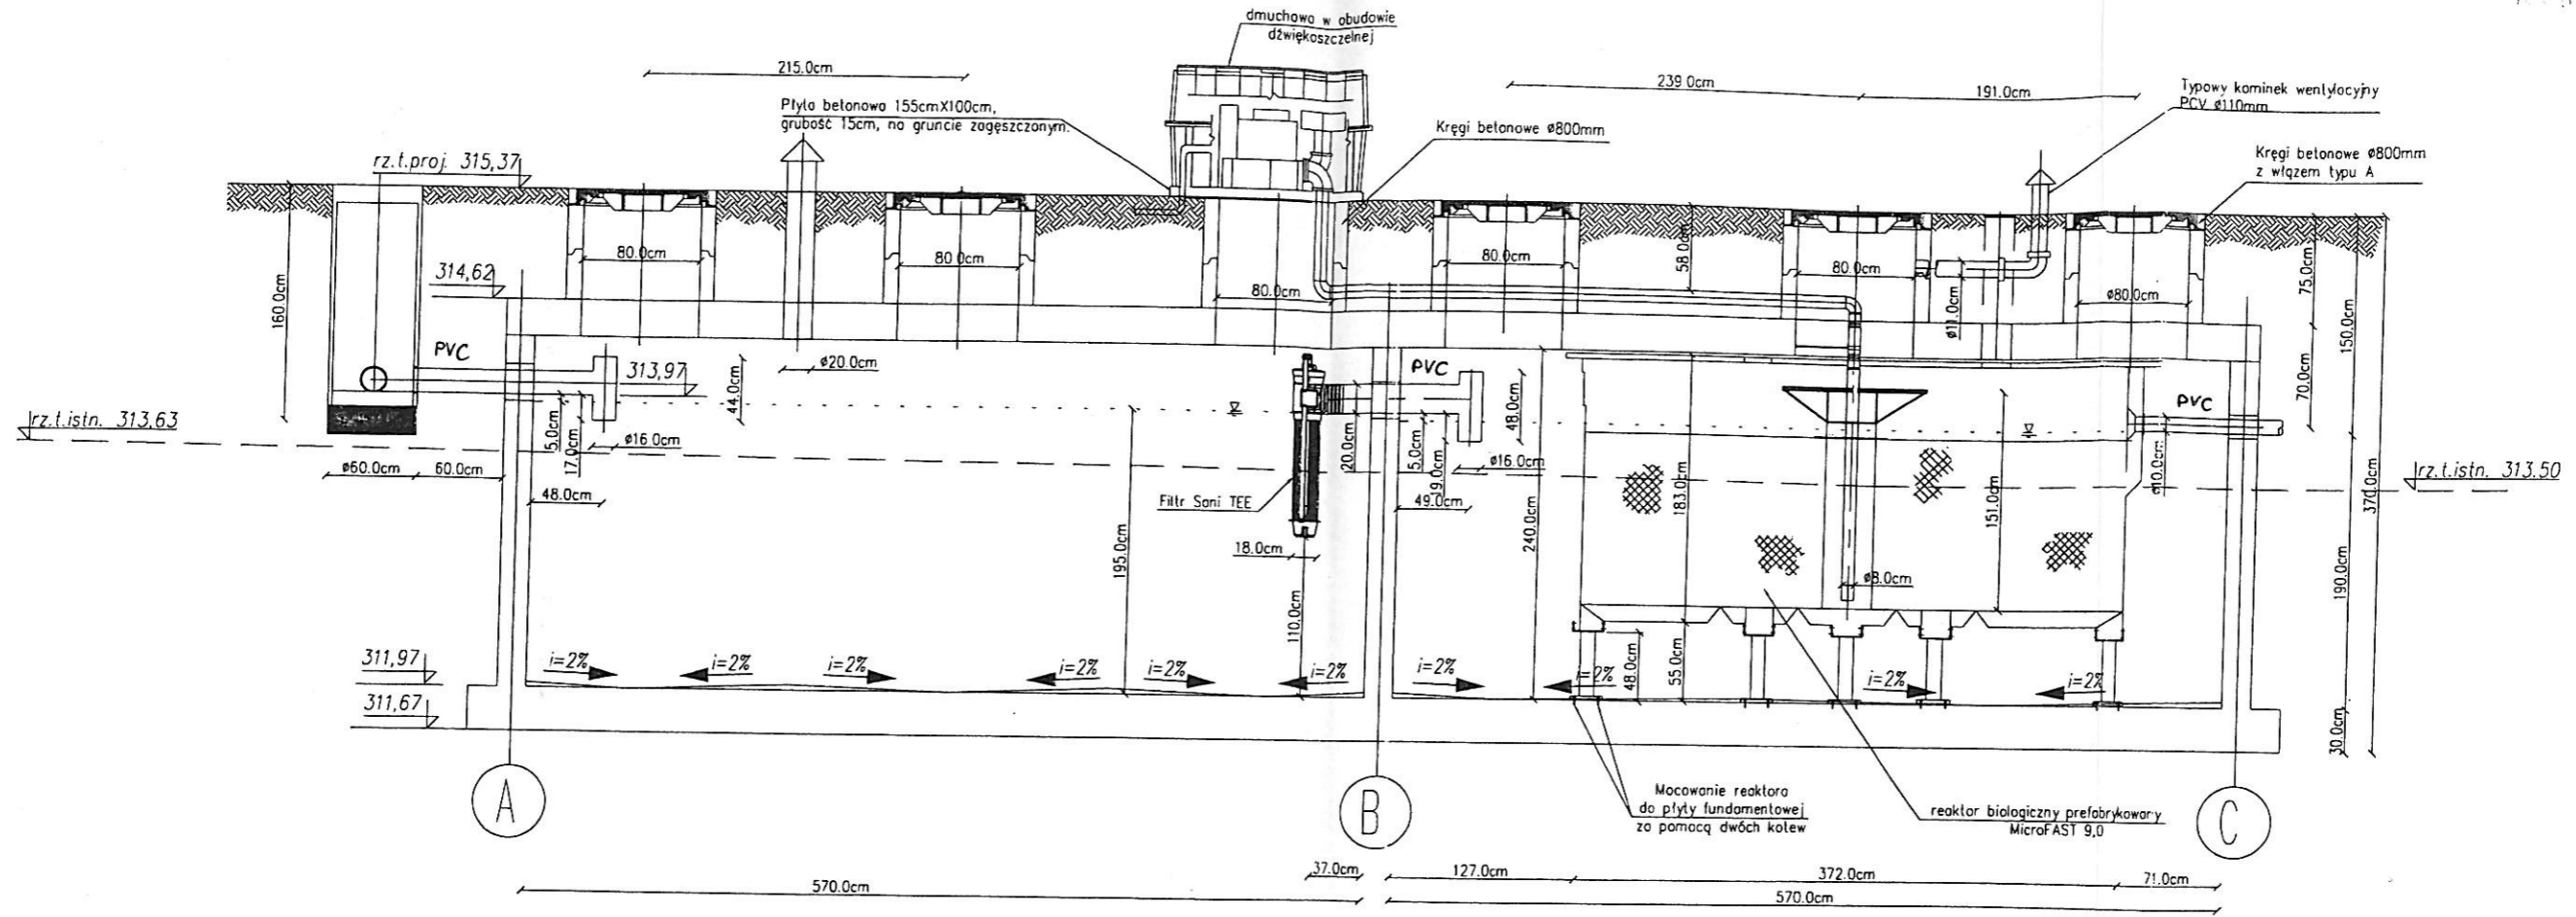 dmuchowa w obudowie
dźwiękoszczelnej
215.0cm
239.0cm
191.0cm
Typowy kominek wentylacyjny
PCV ø110mm
Płyta betonowa 155cmX100cm,
grubość 15cm, na gruncie zagęszczonym.
Kręgi betonowe ø800mm
Kręgi betonowe ø800mm
z włazem typu A
rz.t.proj. 315,37
80.0cm
80.0cm
80.0cm
80.0cm
80.0cm
ø80.0cm
58.0cm
ø11.0cm
75.0cm
150.0cm
160.0cm
314,62
PVC
313,97
ø20.0cm
44.0cm
PVC
48.0cm
70.0cm
PVC
rz.t.istn. 313,63
5.0cm
17.0cm
ø16.0cm
20.0cm
5.0cm
19.0cm
ø16.0cm
ø10.0cm
rz.t.istn. 313.50
370.0cm
ø60.0cm
60.0cm
48.0cm
Filtr Sani TEE
49.0cm
183.0cm
151.0cm
240.0cm
195.0cm
18.0cm
ø8.0cm
190.0cm
110.0cm
311,97
i=2%
i=2%
i=2%
i=2%
i=2%
i=2%
i=2%
i=2%
48.0cm
55.0cm
i=2%
i=2%
311,67
30.0cm
A
B
C
Mocowanie reaktora
do płyty fundamentowej
za pomocą dwóch kotew
reaktor biologiczny prefabrykowany
MicroFAST 9,0
570.0cm
37.0cm
127.0cm
372.0cm
71.0cm
570.0cm